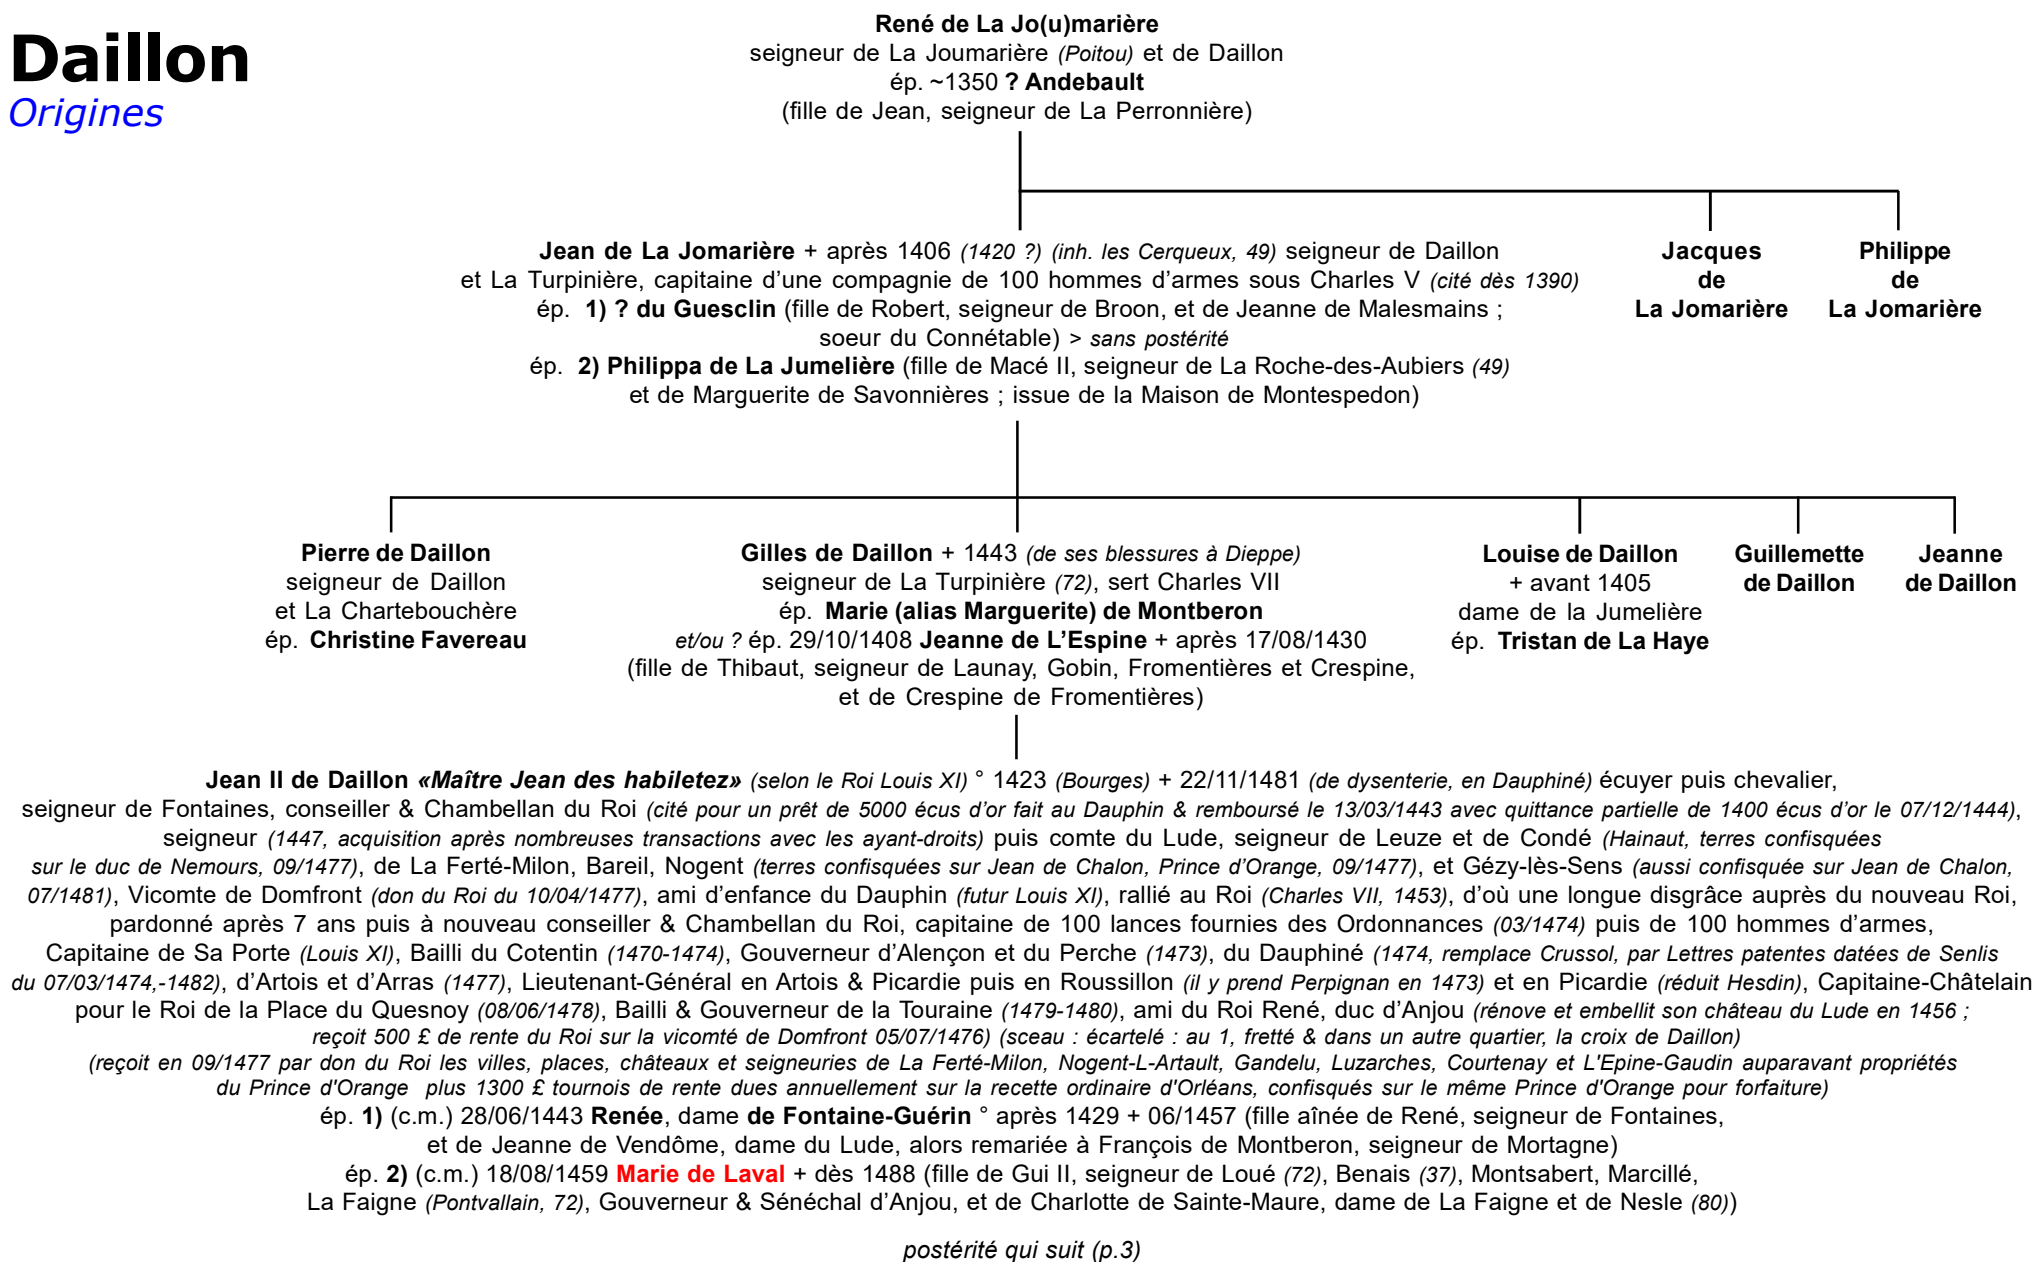 Daillon
Origines
René de La Jo(u)marière
seigneur de La Joumarière (Poitou) et de Daillon
ép. ~1350 ? Andebault
(fille de Jean, seigneur de La Perronnière)
Jean de La Jomarière + après 1406 (1420 ?) (inh. les Cerqueux, 49) seigneur de Daillon
et La Turpinière, capitaine d’une compagnie de 100 hommes d’armes sous Charles V (cité dès 1390)
ép. 1) ? du Guesclin (fille de Robert, seigneur de Broon, et de Jeanne de Malesmains ;
soeur du Connétable) > sans postérité
ép. 2) Philippa de La Jumelière (fille de Macé II, seigneur de La Roche-des-Aubiers (49)
et de Marguerite de Savonnières ; issue de la Maison de Montespedon)
Jacques
de
La Jomarière
Philippe
de
La Jomarière
Pierre de Daillon
seigneur de Daillon
et La Chartebouchère
ép. Christine Favereau
Gilles de Daillon + 1443 (de ses blessures à Dieppe)
seigneur de La Turpinière (72), sert Charles VII
ép. Marie (alias Marguerite) de Montberon
et/ou ? ép. 29/10/1408 Jeanne de L’Espine + après 17/08/1430
(fille de Thibaut, seigneur de Launay, Gobin, Fromentières et Crespine,
et de Crespine de Fromentières)
Louise de Daillon
+ avant 1405
dame de la Jumelière
ép. Tristan de La Haye
Guillemette
de Daillon
Jeanne
de Daillon
Jean II de Daillon «Maître Jean des habiletez» (selon le Roi Louis XI) ° 1423 (Bourges) + 22/11/1481 (de dysenterie, en Dauphiné) écuyer puis chevalier,
seigneur de Fontaines, conseiller & Chambellan du Roi (cité pour un prêt de 5000 écus d’or fait au Dauphin & remboursé le 13/03/1443 avec quittance partielle de 1400 écus d’or le 07/12/1444),
seigneur (1447, acquisition après nombreuses transactions avec les ayant-droits) puis comte du Lude, seigneur de Leuze et de Condé (Hainaut, terres confisquées
sur le duc de Nemours, 09/1477), de La Ferté-Milon, Bareil, Nogent (terres confisquées sur Jean de Chalon, Prince d’Orange, 09/1477), et Gézy-lès-Sens (aussi confisquée sur Jean de Chalon,
07/1481), Vicomte de Domfront (don du Roi du 10/04/1477), ami d’enfance du Dauphin (futur Louis XI), rallié au Roi (Charles VII, 1453), d’où une longue disgrâce auprès du nouveau Roi,
pardonné après 7 ans puis à nouveau conseiller & Chambellan du Roi, capitaine de 100 lances fournies des Ordonnances (03/1474) puis de 100 hommes d’armes,
Capitaine de Sa Porte (Louis XI), Bailli du Cotentin (1470-1474), Gouverneur d’Alençon et du Perche (1473), du Dauphiné (1474, remplace Crussol, par Lettres patentes datées de Senlis
du 07/03/1474,-1482), d’Artois et d’Arras (1477), Lieutenant-Général en Artois & Picardie puis en Roussillon (il y prend Perpignan en 1473) et en Picardie (réduit Hesdin), Capitaine-Châtelain
pour le Roi de la Place du Quesnoy (08/06/1478), Bailli & Gouverneur de la Touraine (1479-1480), ami du Roi René, duc d’Anjou (rénove et embellit son château du Lude en 1456 ;
reçoit 500 £ de rente du Roi sur la vicomté de Domfront 05/07/1476) (sceau : écartelé : au 1, fretté & dans un autre quartier, la croix de Daillon)
(reçoit en 09/1477 par don du Roi les villes, places, châteaux et seigneuries de La Ferté-Milon, Nogent-L-Artault, Gandelu, Luzarches, Courtenay et L'Epine-Gaudin auparavant propriétés
du Prince d'Orange plus 1300 £ tournois de rente dues annuellement sur la recette ordinaire d'Orléans, confisqués sur le même Prince d'Orange pour forfaiture)
ép. 1) (c.m.) 28/06/1443 Renée, dame de Fontaine-Guérin ° après 1429 + 06/1457 (fille aînée de René, seigneur de Fontaines,
et de Jeanne de Vendôme, dame du Lude, alors remariée à François de Montberon, seigneur de Mortagne)
ép. 2) (c.m.) 18/08/1459 Marie de Laval + dès 1488 (fille de Gui II, seigneur de Loué (72), Benais (37), Montsabert, Marcillé,
La Faigne (Pontvallain, 72), Gouverneur & Sénéchal d’Anjou, et de Charlotte de Sainte-Maure, dame de La Faigne et de Nesle (80))
postérité qui suit (p.3)